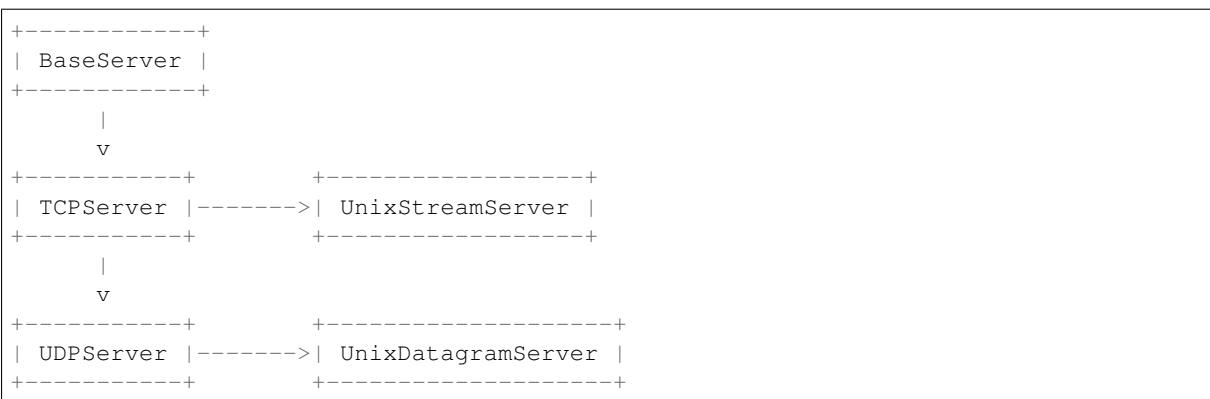 +------------+
| BaseServer |
+------------+
      |
      v
+-----------+        +------------------+
| TCPServer |------->| UnixStreamServer |
+-----------+        +------------------+
      |
      v
+-----------+        +--------------------+
| UDPServer |------->| UnixDatagramServer |
+-----------+        +--------------------+